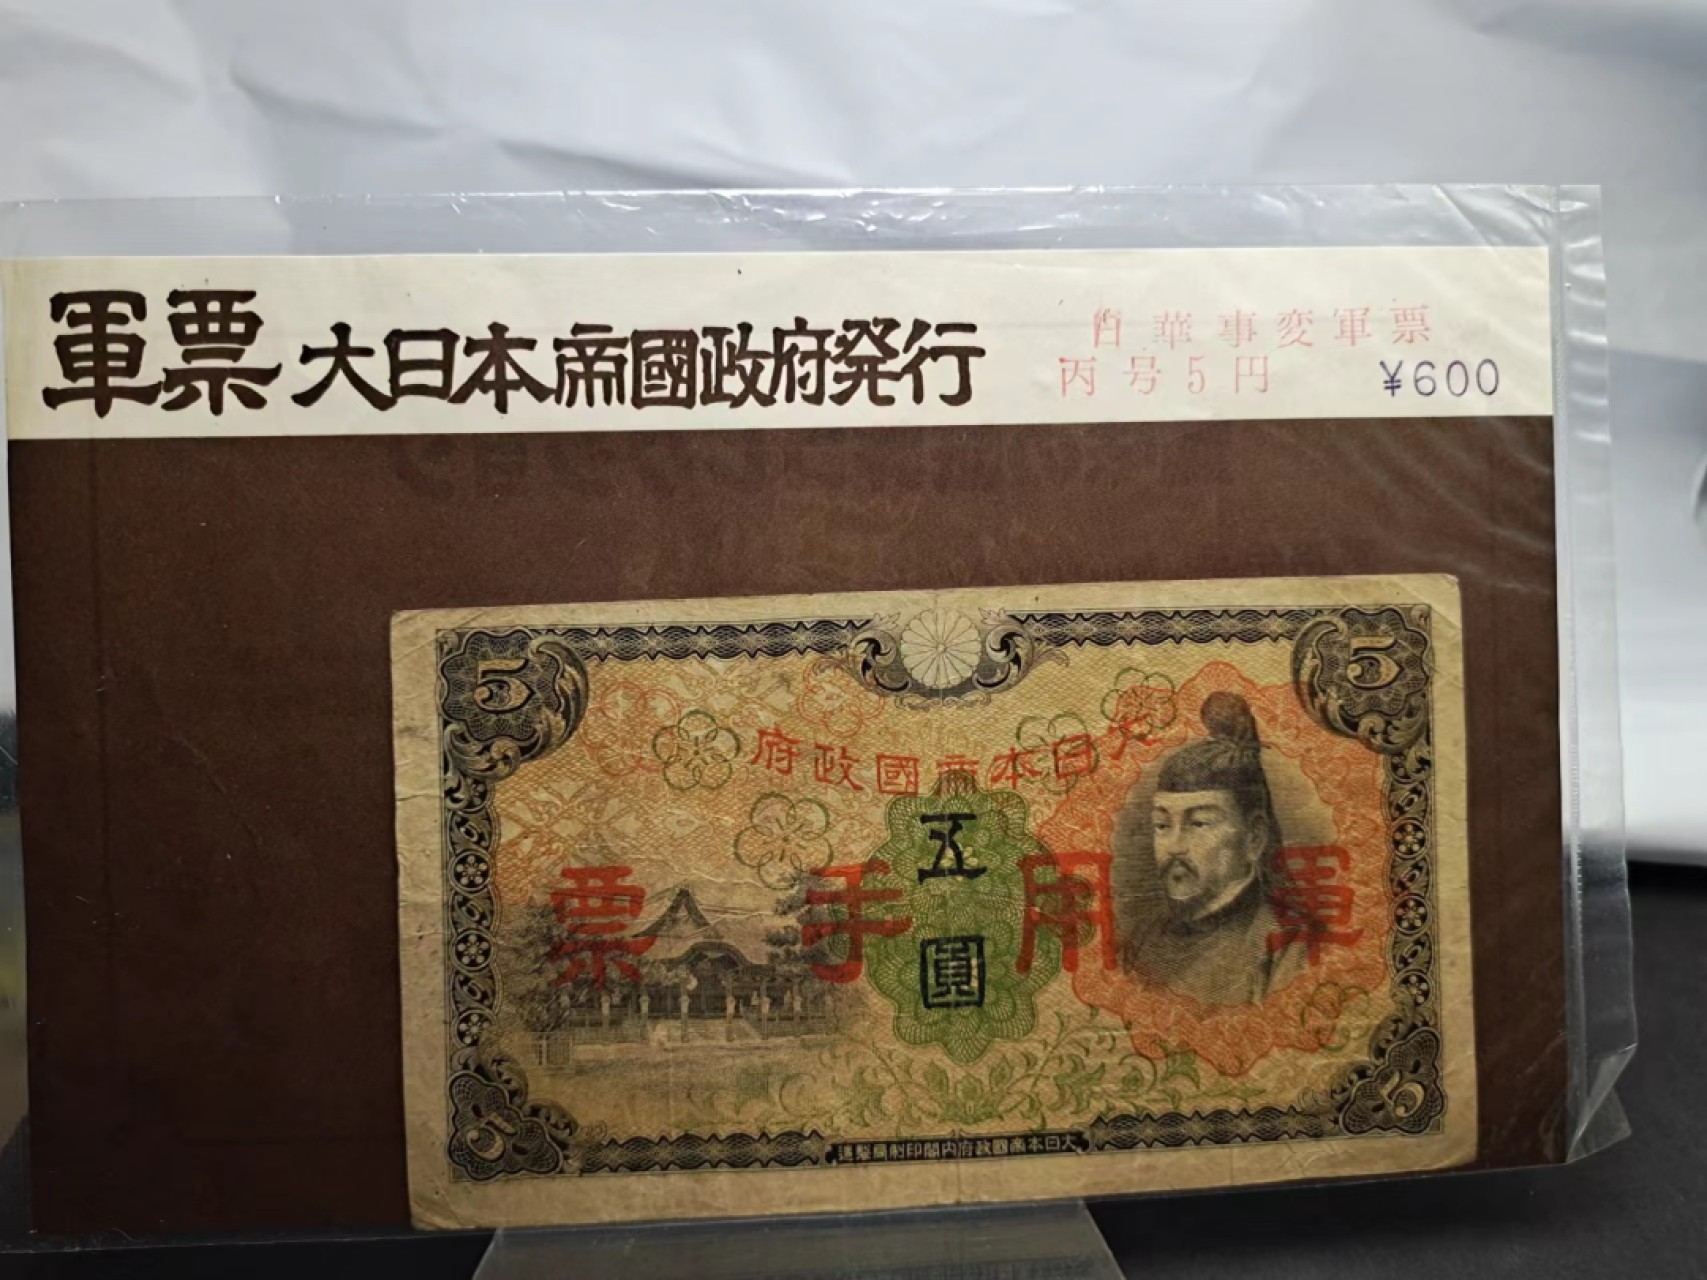 軍票 大日本帝國政府発行
日華事変軍票
丙号5円 ¥600
5 5
府政國帝本日大
五圓
票手用軍
5 5
造製局刷印閣内府政國帝本日大